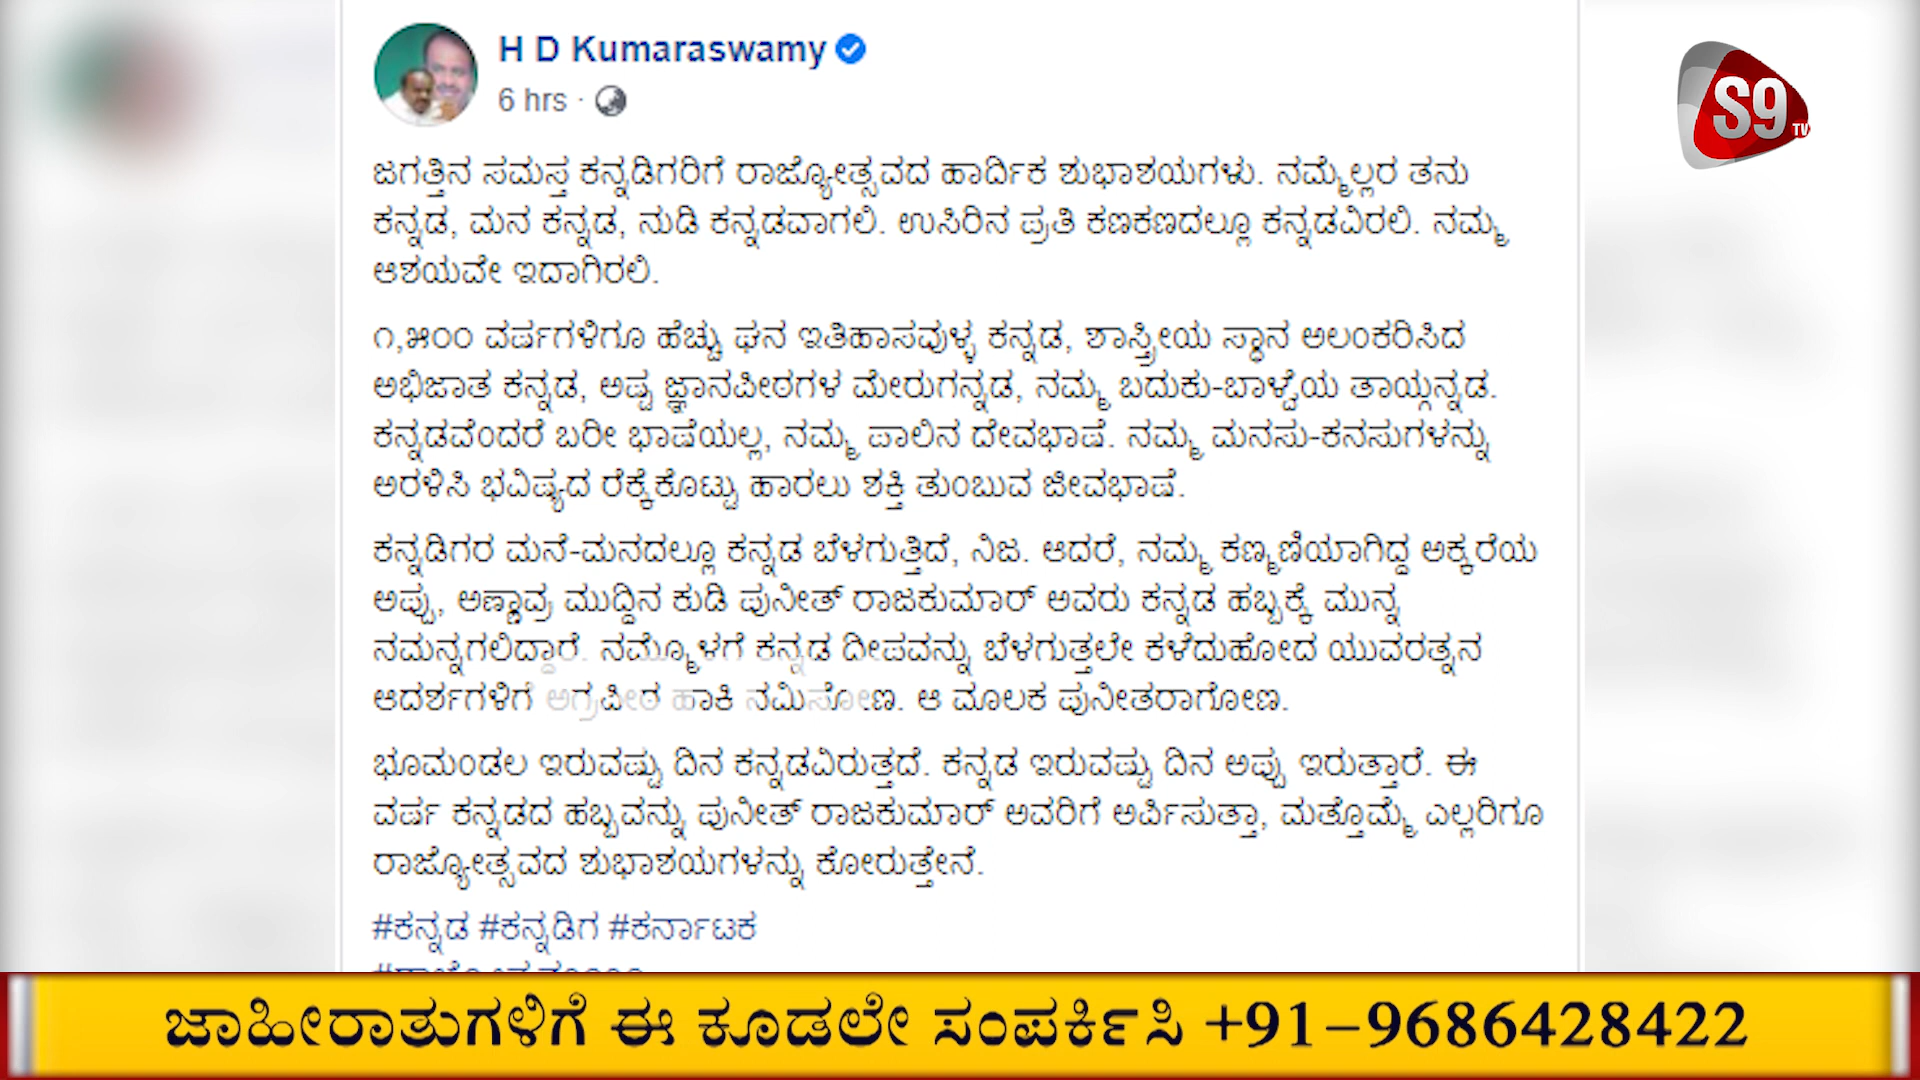 H D Kumaraswamy
6 hrs ·
S9 TV
ಜಗತ್ತಿನ ಸಮಸ್ತ ಕನ್ನಡಿಗರಿಗೆ ರಾಜ್ಯೋತ್ಸವದ ಹಾರ್ದಿಕ ಶುಭಾಶಯಗಳು. ನಮ್ಮೆಲ್ಲರ ತನು
ಕನ್ನಡ, ಮನ ಕನ್ನಡ, ನುಡಿ ಕನ್ನಡವಾಗಲಿ. ಉಸಿರಿನ ಪ್ರತಿ ಕಣಕಣದಲ್ಲೂ ಕನ್ನಡವಿರಲಿ. ನಮ್ಮ
ಆಶಯವೇ ಇದಾಗಿರಲಿ.
೧,೫೦೦ ವರ್ಷಗಳಿಗೂ ಹೆಚ್ಚು ಘನ ಇತಿಹಾಸವುಳ್ಳ ಕನ್ನಡ, ಶಾಸ್ತ್ರೀಯ ಸ್ಥಾನ ಅಲಂಕರಿಸಿದ
ಅಭಿಜಾತ ಕನ್ನಡ, ಅಷ್ಟ ಜ್ಞಾನಪೀಠಗಳ ಮೇರುಗನ್ನಡ, ನಮ್ಮ ಬದುಕು-ಬಾಳ್ವೆಯ ತಾಯ್ಗನ್ನಡ.
ಕನ್ನಡವೆಂದರೆ ಬರೀ ಭಾಷೆಯಲ್ಲ, ನಮ್ಮ ಪಾಲಿನ ದೇವಭಾಷೆ. ನಮ್ಮ ಮನಸು-ಕನಸುಗಳನ್ನು
ಅರಳಿಸಿ ಭವಿಷ್ಯದ ರೆಕ್ಕೆಕೊಟ್ಟು ಹಾರಲು ಶಕ್ತಿ ತುಂಬುವ ಜೀವಭಾಷೆ.
ಕನ್ನಡಿಗರ ಮನೆ-ಮನದಲ್ಲೂ ಕನ್ನಡ ಬೆಳಗುತ್ತಿದೆ, ನಿಜ. ಆದರೆ, ನಮ್ಮ ಕಣ್ಮಣಿಯಾಗಿದ್ದ ಅಕ್ಕರೆಯ
ಅಪ್ಪು, ಅಣ್ಣಾವ್ರ ಮುದ್ದಿನ ಕುಡಿ ಪುನೀತ್ ರಾಜಕುಮಾರ್ ಅವರು ಕನ್ನಡ ಹಬ್ಬಕ್ಕೆ ಮುನ್ನ
ನಮನ್ನಗಲಿದ್ದಾರೆ. ನಮ್ಮೊಳಗೆ ಕನ್ನಡ ದೀಪವನ್ನು ಬೆಳಗುತ್ತಲೇ ಕಳೆದುಹೋದ ಯುವರತ್ನನ
ಆದರ್ಶಗಳಿಗೆ ಅಗ್ರಪೀಠ ಹಾಕಿ ನಮಿಸೋಣ. ಆ ಮೂಲಕ ಪುನೀತರಾಗೋಣ.
ಭೂಮಂಡಲ ಇರುವಷ್ಟು ದಿನ ಕನ್ನಡವಿರುತ್ತದೆ. ಕನ್ನಡ ಇರುವಷ್ಟು ದಿನ ಅಪ್ಪು ಇರುತ್ತಾರೆ. ಈ
ವರ್ಷ ಕನ್ನಡದ ಹಬ್ಬವನ್ನು ಪುನೀತ್ ರಾಜಕುಮಾರ್ ಅವರಿಗೆ ಅರ್ಪಿಸುತ್ತಾ, ಮತ್ತೊಮ್ಮೆ ಎಲ್ಲರಿಗೂ
ರಾಜ್ಯೋತ್ಸವದ ಶುಭಾಶಯಗಳನ್ನು ಕೋರುತ್ತೇನೆ.
#ಕನ್ನಡ #ಕನ್ನಡಿಗ #ಕರ್ನಾಟಕ
ಜಾಹೀರಾತುಗಳಿಗೆ ಈ ಕೂಡಲೇ ಸಂಪರ್ಕಿಸಿ +91-9686428422